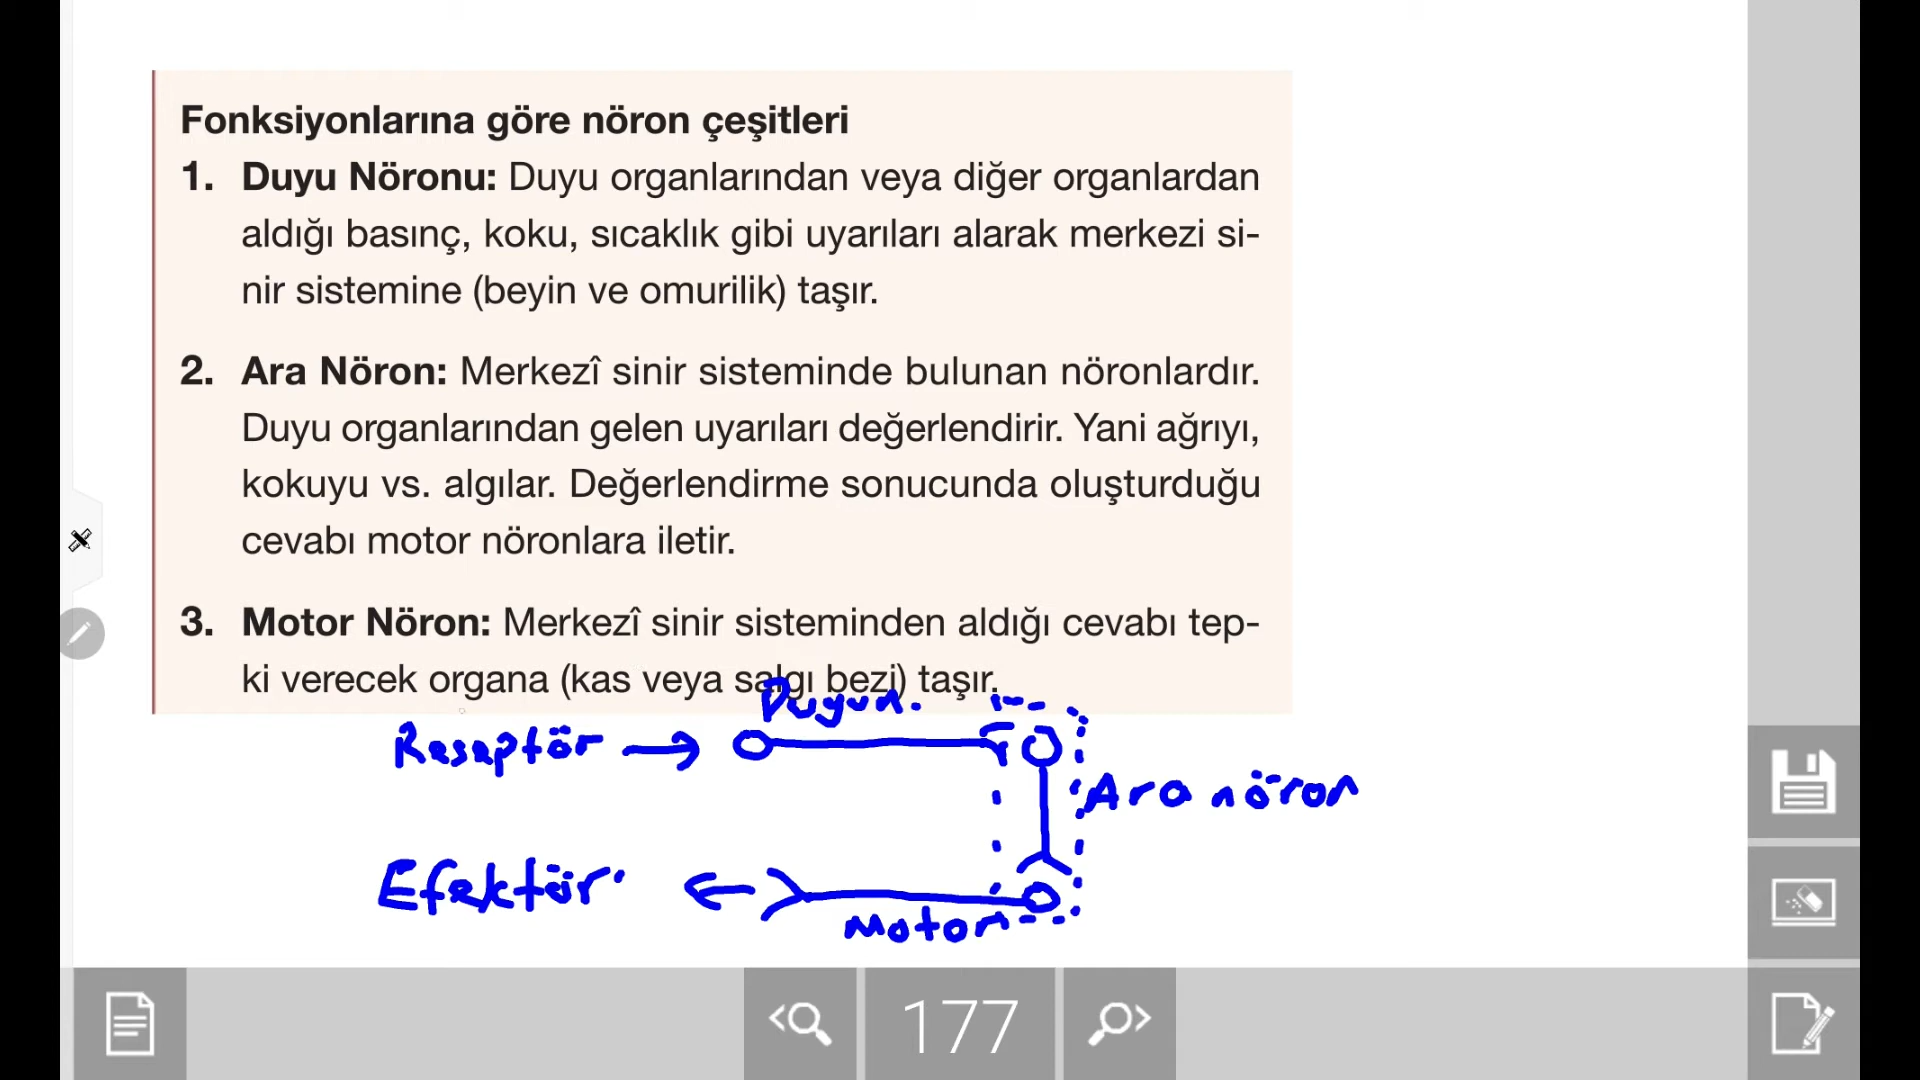 Fonksiyonlarına göre nöron çeşitleri
1. Duyu Nöronu: Duyu organlarından veya diğer organlardan
aldığı basınç, koku, sıcaklık gibi uyarıları alarak merkezi si-
nir sistemine (beyin ve omurilik) taşır.
2. Ara Nöron: Merkezî sinir sisteminde bulunan nöronlardır.
Duyu organlarından gelen uyarıları değerlendirir. Yani ağrıyı,
kokuyu vs. algılar. Değerlendirme sonucunda oluşturduğu
cevabı motor nöronlara iletir.
3. Motor Nöron: Merkezî sinir sisteminden aldığı cevabı tep-
ki verecek organa (kas veya salgı bezi) taşır.
Duyu n.
Reseptör
Ara nöron
Efektör
Motor n
177